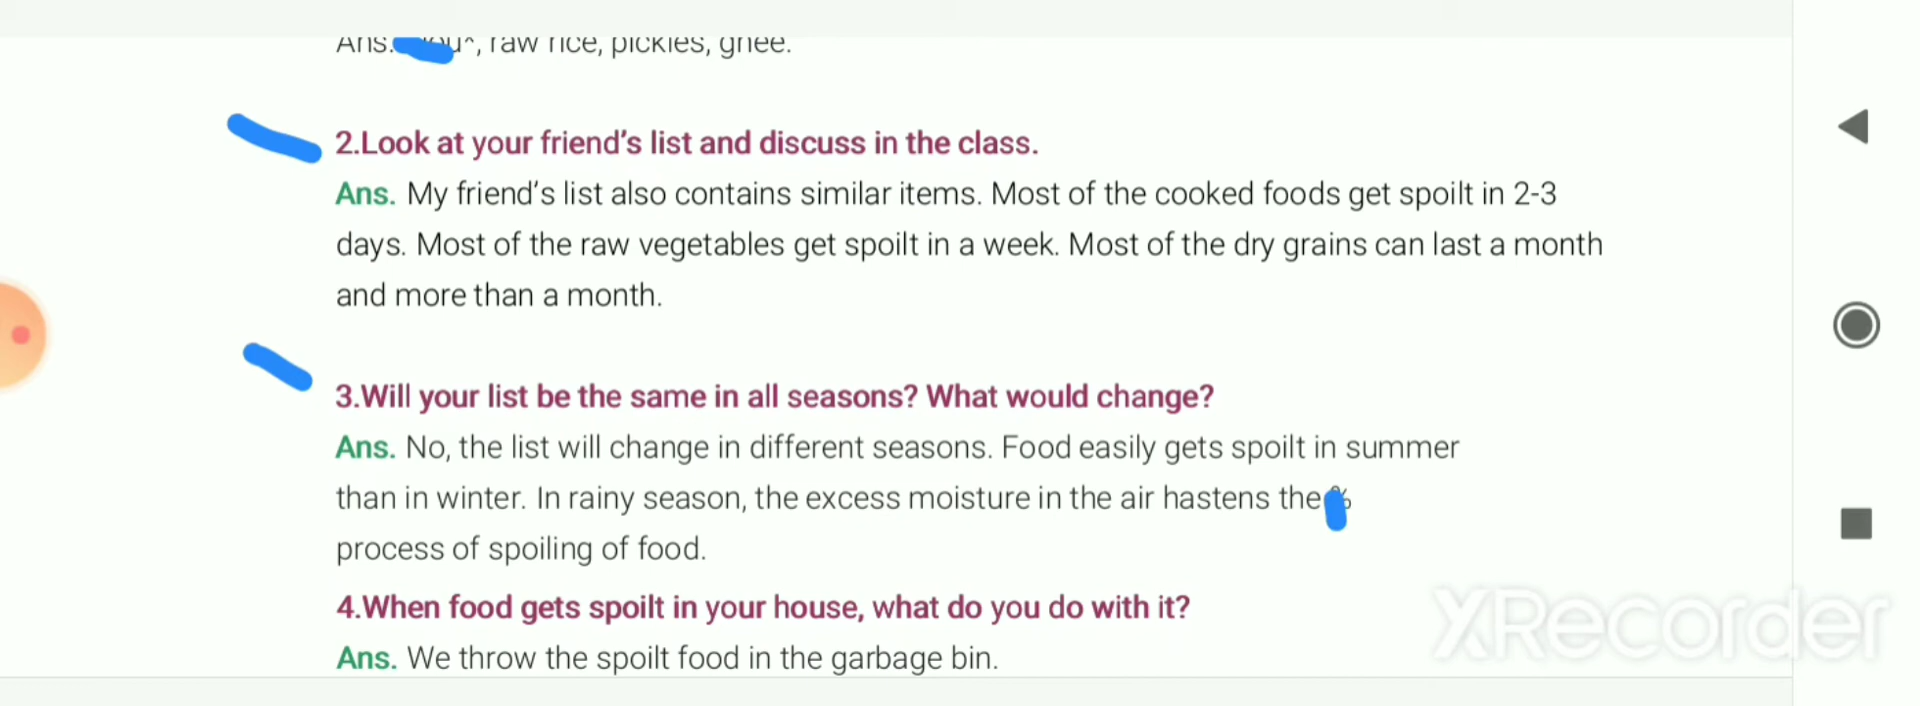 Ans. raw rice, pickles, ghee.
2.Look at your friend's list and discuss in the class.
Ans. My friend's list also contains similar items. Most of the cooked foods get spoilt in 2-3
days. Most of the raw vegetables get spoilt in a week. Most of the dry grains can last a month
and more than a month.
3.Will your list be the same in all seasons? What would change?
Ans. No, the list will change in different seasons. Food easily gets spoilt in summer
than in winter. In rainy season, the excess moisture in the air hastens the
process of spoiling of food.
4.When food gets spoilt in your house, what do you do with it?
Ans. We throw the spoilt food in the garbage bin.
XRecorder